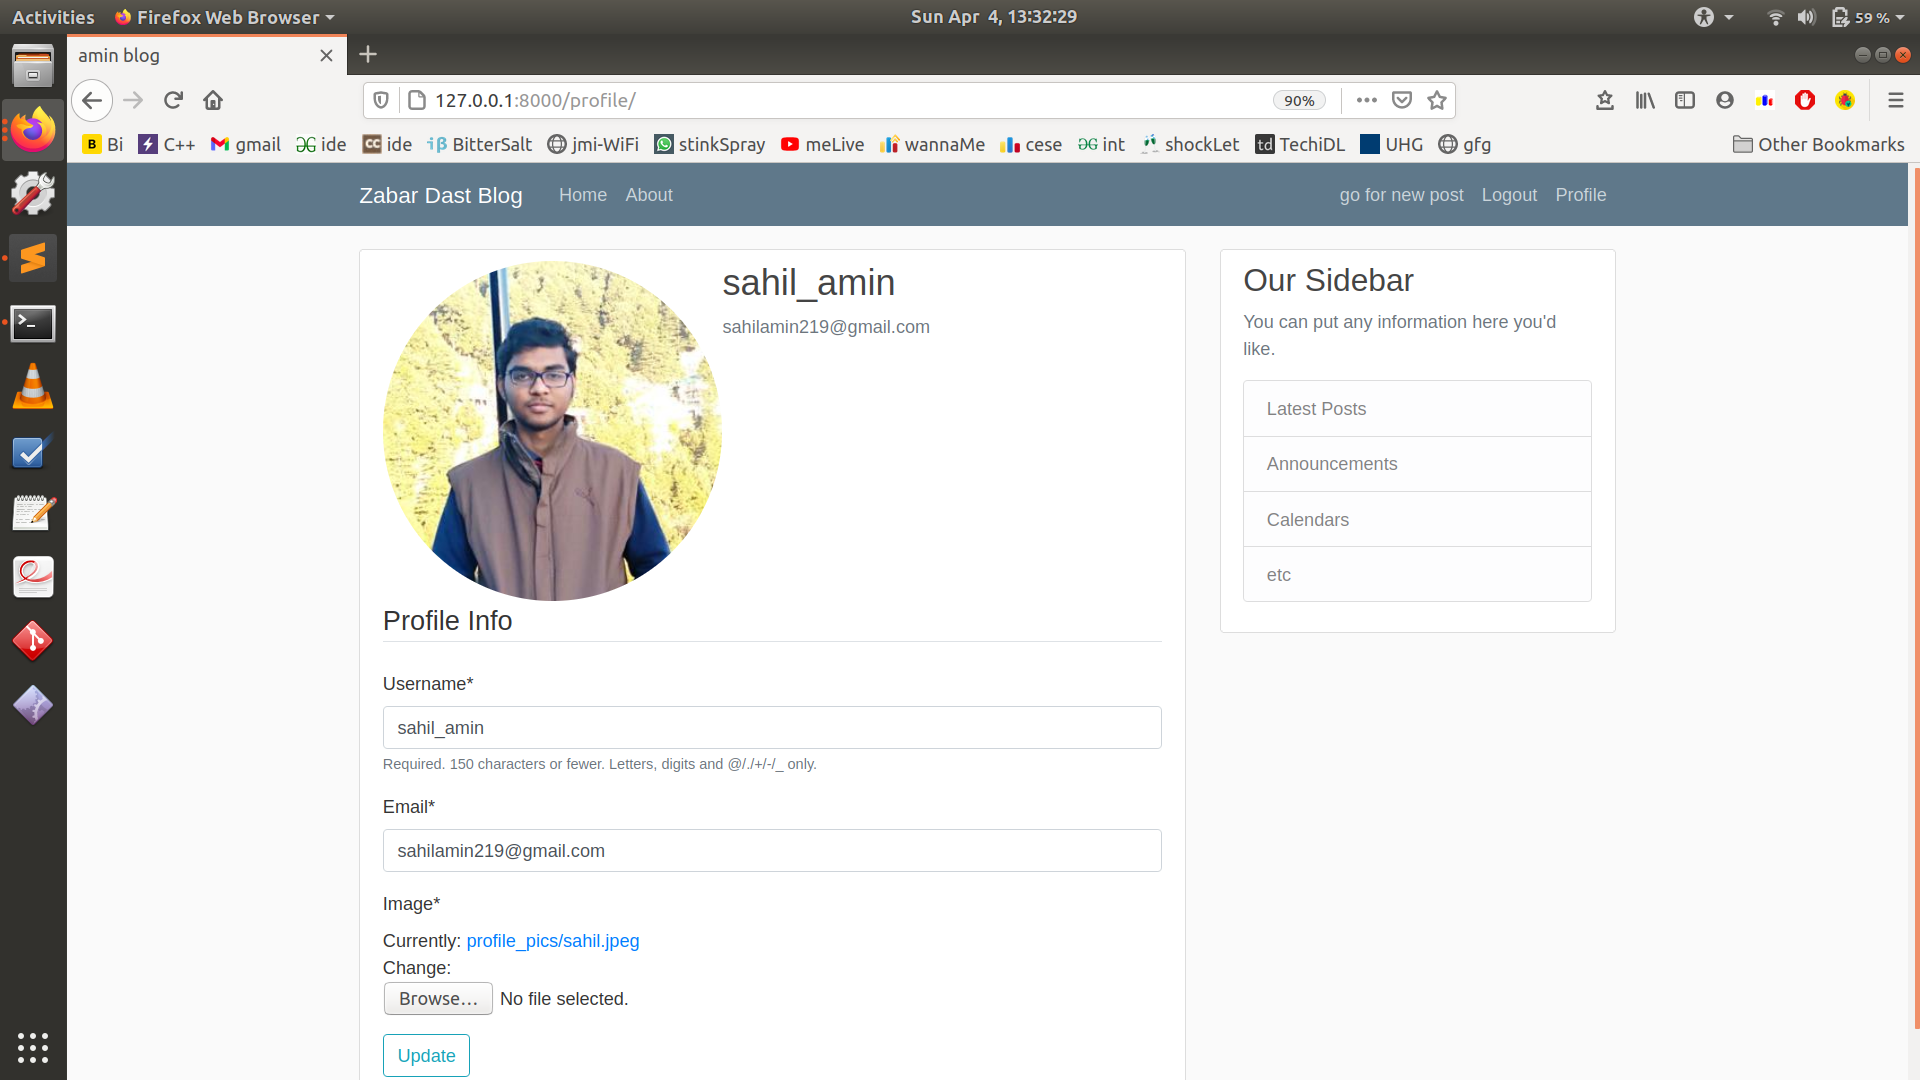 Activities
Firefox Web Browser
Sun Apr 4, 13:32:29
59 %
amin blog
127.0.0.1:8000/profile/
90%
B Bi
C++
gmail
ide
CC ide
iβ BitterSalt
jmi-WiFi
stinkSpray
meLive
wannaMe
cese
int
shockLet
td TechiDL
UHG
gfg
Other Bookmarks
Zabar Dast Blog
Home
About
go for new post
Logout
Profile
sahil_amin
sahilamin219@gmail.com
Profile Info
Username*
sahil_amin
Required. 150 characters or fewer. Letters, digits and @/./+/-/_ only.
Email*
sahilamin219@gmail.com
Image*
Currently: profile_pics/sahil.jpeg
Change:
Browse... No file selected.
Update
Our Sidebar
You can put any information here you'd
like.
Latest Posts
Announcements
Calendars
etc